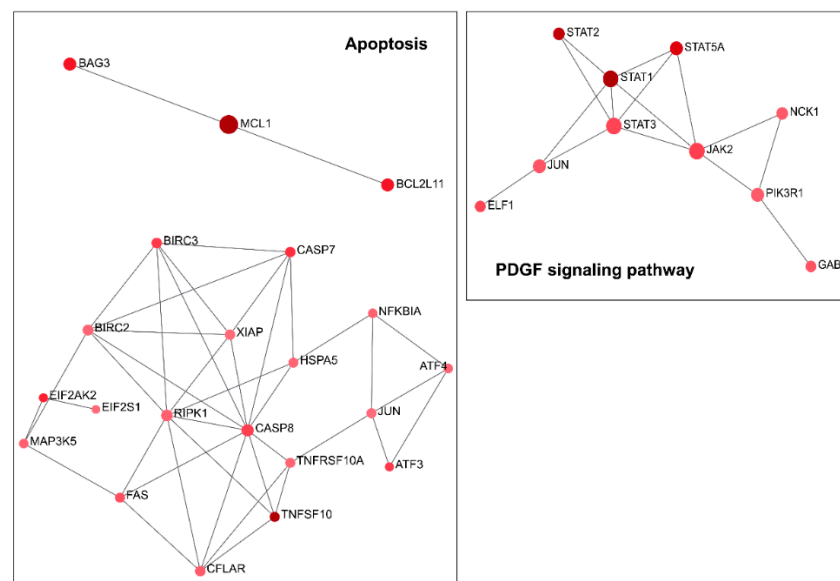 Apoptosis
BAG3
MCL1
BCL2L11
BIRC3
CASP7
NFKBIA
BIRC2
XIAP
HSPA5
ATF4
EIF2AK2
EIF2S1
RIPK1
JUN
CASP8
MAP3K5
TNFRSF10A
ATF3
FAS
TNFSF10
CFLAR
STAT2
STAT5A
STAT1
NCK1
STAT3
JAK2
JUN
PIK3R1
ELF1
GAB
PDGF signaling pathway